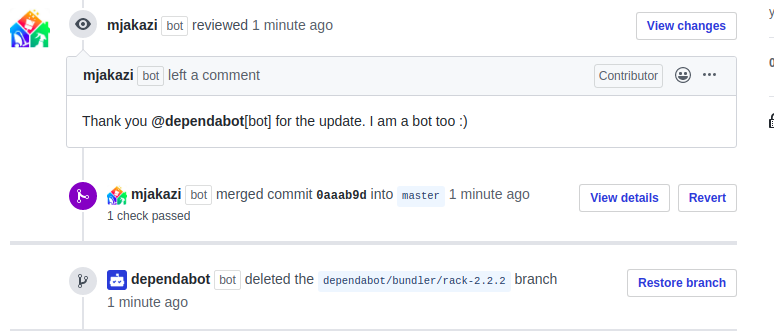 mjakazi bot reviewed 1 minute ago View changes
mjakazi bot left a comment Contributor
Thank you @dependabot[bot] for the update. I am a bot too :)
mjakazi bot merged commit 0aaab9d into master 1 minute ago View details Revert
1 check passed
dependabot bot deleted the dependabot/bundler/rack-2.2.2 branch Restore branch
1 minute ago